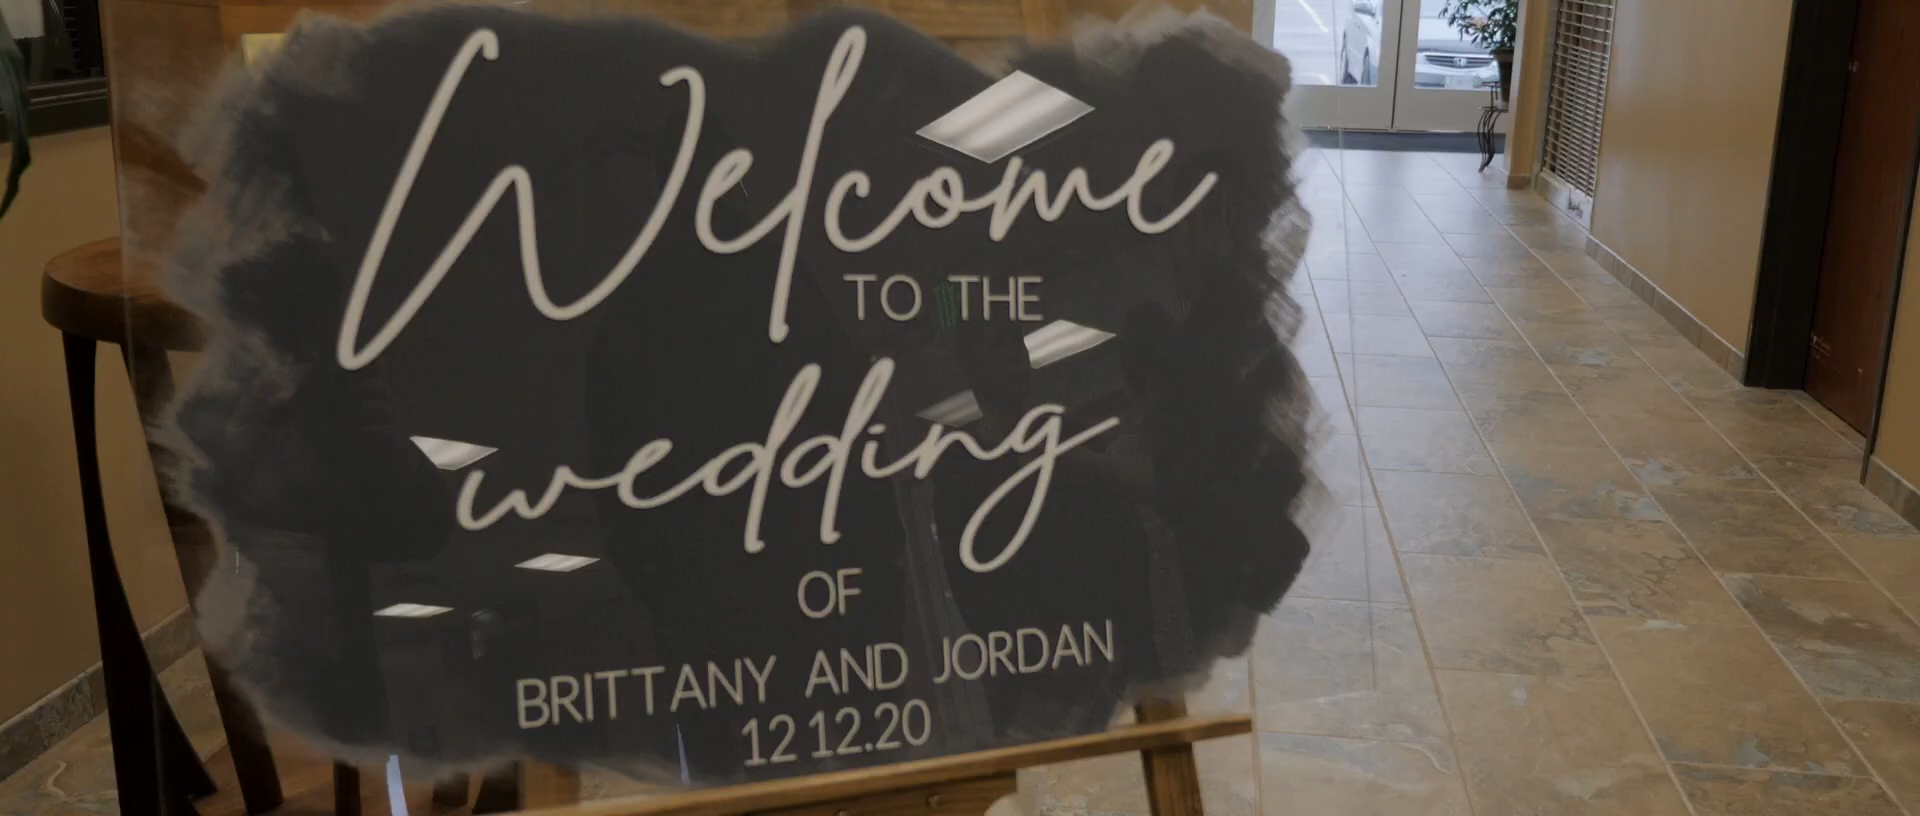 Welcome
TO THE
wedding
OF
BRITTANY AND JORDAN
12 12.20